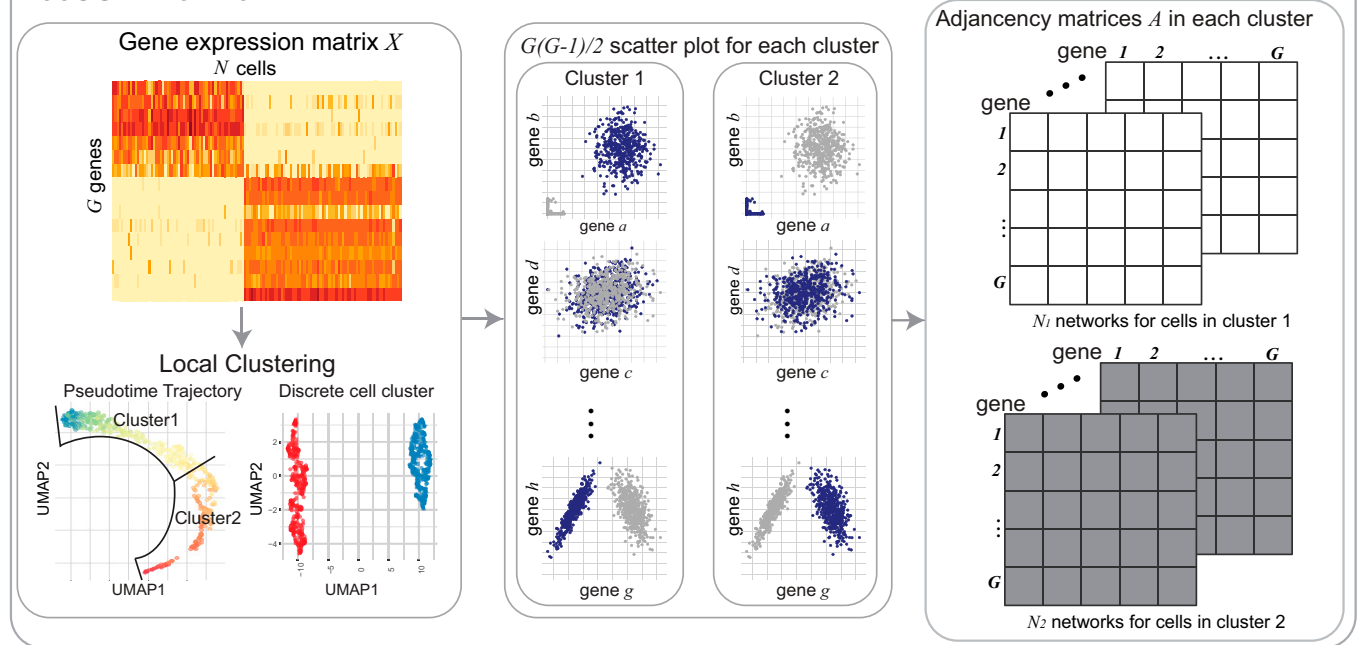 Gene expression matrix X
N cells
G genes
Local Clustering
Pseudotime Trajectory
Cluster1
Cluster2
UMAP2
UMAP1
Discrete cell cluster
UMAP2
2
0
−2
−4
−10
−5
0
5
10
UMAP1
G(G-1)/2 scatter plot for each cluster
Cluster 1
gene b
gene a
gene d
gene c
gene h
gene g
Cluster 2
gene b
gene a
gene d
gene c
gene h
gene g
Adjancency matrices A in each cluster
gene 1 2 ... G
gene
1
2
⋮
G
N1 networks for cells in cluster 1
gene 1 2 ... G
gene
1
2
⋮
G
N2 networks for cells in cluster 2